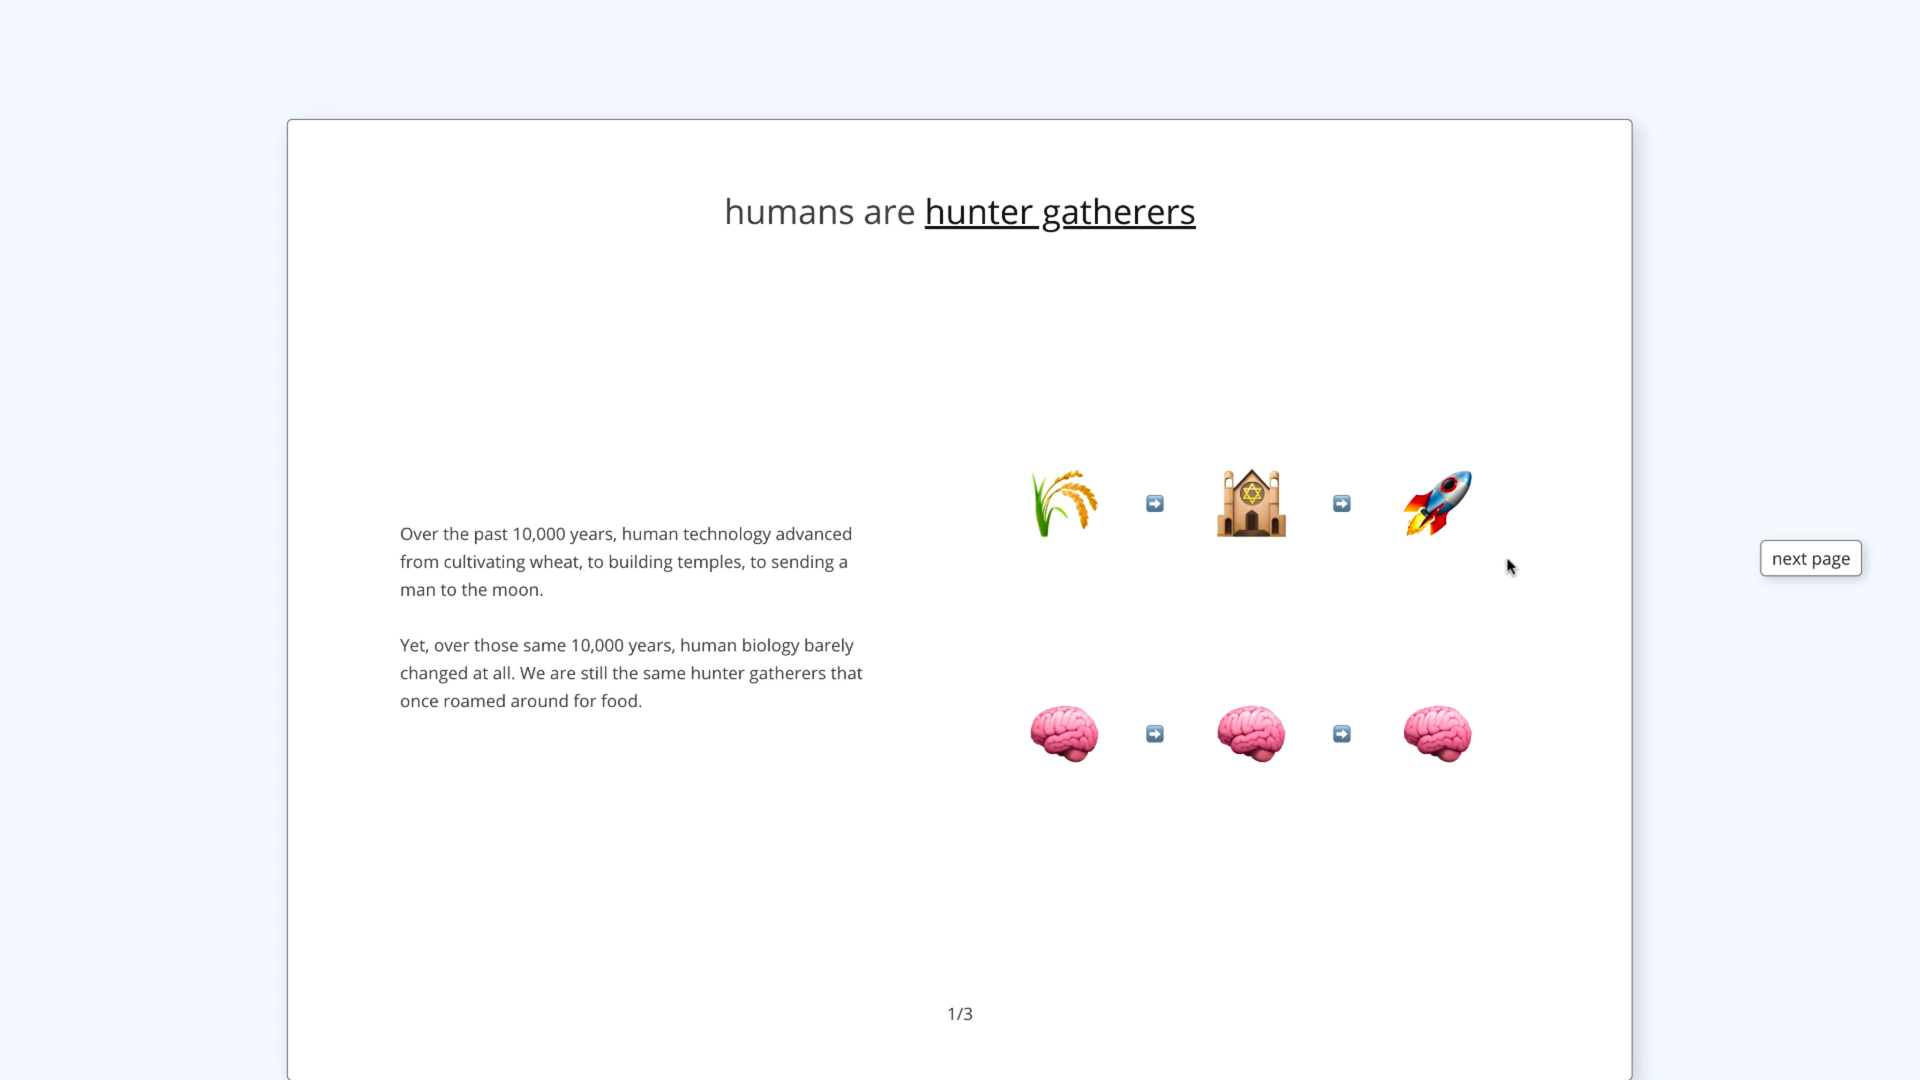 humans are hunter gatherers
Over the past 10,000 years, human technology advanced
from cultivating wheat, to building temples, to sending a
man to the moon.
Yet, over those same 10,000 years, human biology barely
changed at all. We are still the same hunter gatherers that
once roamed around for food.
next page
1/3